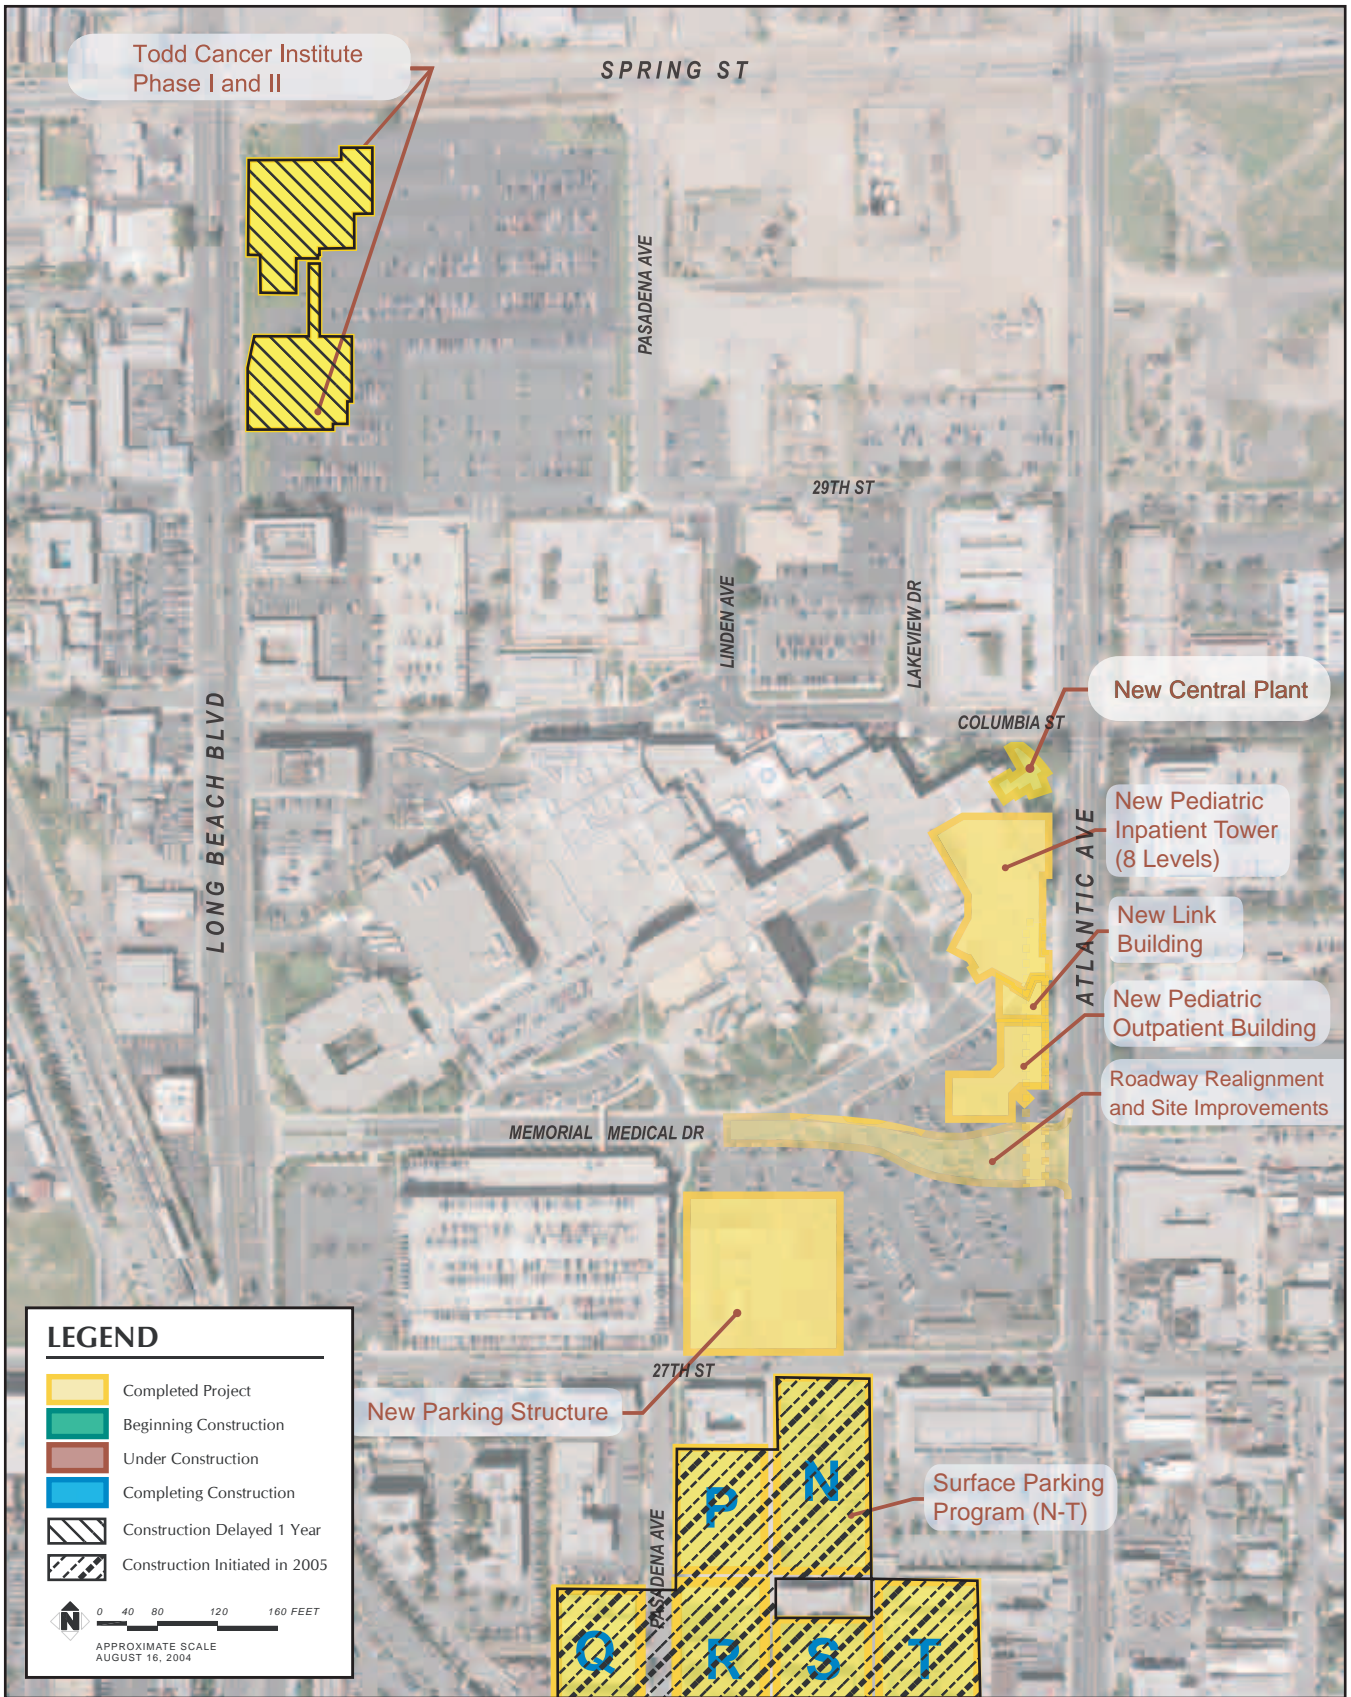 Todd Cancer Institute
Phase I and II
SPRING ST
PASADENA AVE
29TH ST
LINDEN AVE
LAKEVIEW DR
LONG BEACH BLVD
New Central Plant
COLUMBIA ST
New Pediatric
Inpatient Tower
(8 Levels)
ATLANTIC AVE
New Link
Building
New Pediatric
Outpatient Building
Roadway Realignment
and Site Improvements
MEMORIAL MEDICAL DR
27TH ST
New Parking Structure
Surface Parking
Program (N-T)
PASADENA AVE
P
N
Q
R
S
T
LEGEND
Completed Project
Beginning Construction
Under Construction
Completing Construction
Construction Delayed 1 Year
Construction Initiated in 2005
N
0 40 80 120 160 FEET
APPROXIMATE SCALE
AUGUST 16, 2004